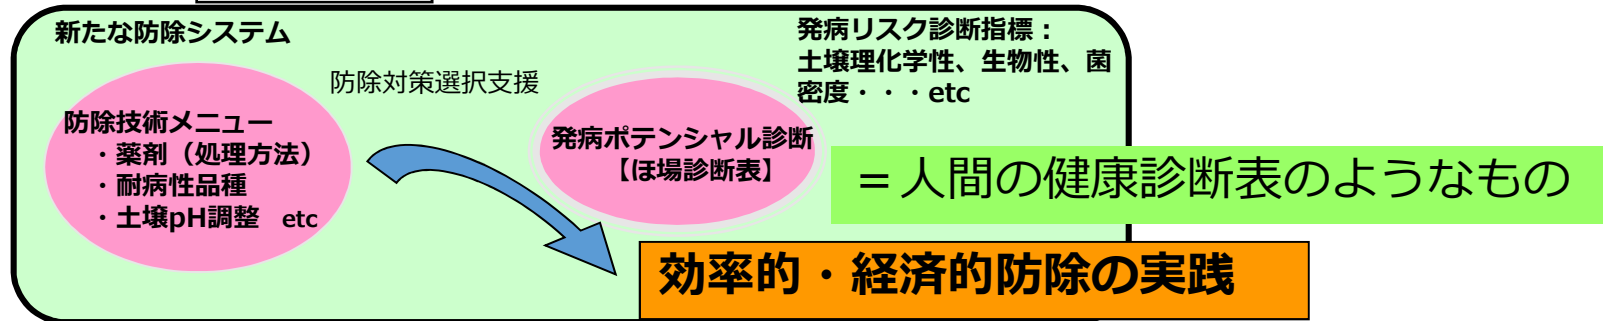 新たな防除システム
防除技術メニュー
・薬剤（処理方法）
・耐病性品種
・土壌pH調整 etc
防除対策選択支援
発病ポテンシャル診断
【ほ場診断表】
発病リスク診断指標：
土壌理化学性、生物性、菌
密度・・・etc
＝人間の健康診断表のようなもの
効率的・経済的防除の実践